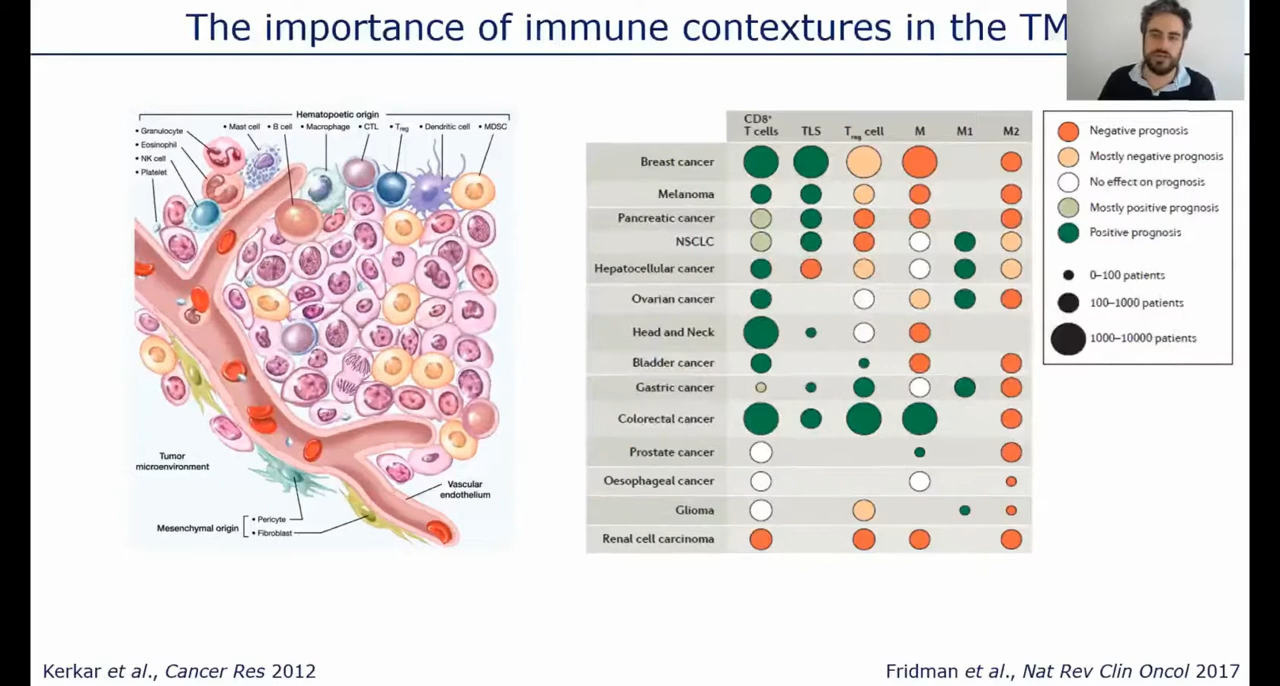 The importance of immune contextures in the TM
Hematopoetic origin
• Granulocyte
• Eosinophil
• NK cell
• Platelet
• Mast cell • B cell • Macrophage • CTL • Treg • Dendritic cell • MDSC
Tumor
microenvironment
Vascular
endothelium
Mesenchymal origin
• Pericyte
• Fibroblast
CD8+
T cells TLS Treg cell M M1 M2
Breast cancer
Melanoma
Pancreatic cancer
NSCLC
Hepatocellular cancer
Ovarian cancer
Head and Neck
Bladder cancer
Gastric cancer
Colorectal cancer
Prostate cancer
Oesophageal cancer
Glioma
Renal cell carcinoma
Negative prognosis
Mostly negative prognosis
No effect on prognosis
Mostly positive prognosis
Positive prognosis
0–100 patients
100–1000 patients
1000–10000 patients
Kerkar et al., Cancer Res 2012
Fridman et al., Nat Rev Clin Oncol 2017